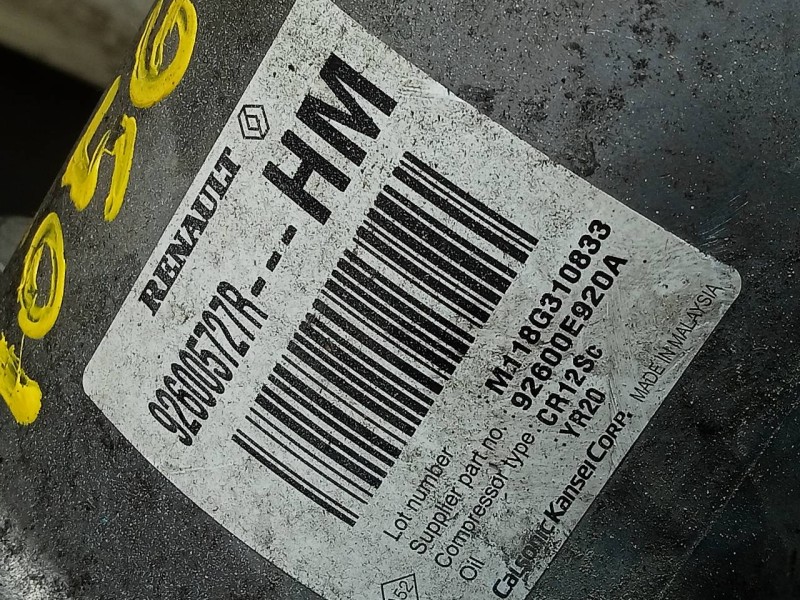 RENAULT
926005727R---HM
Lot number M118G310833
Supplier part no. 92600E920A
Compressor type CR12Sc
Oil YR20
Calsonic Kansei CORP. MADE IN MALAYSIA
52